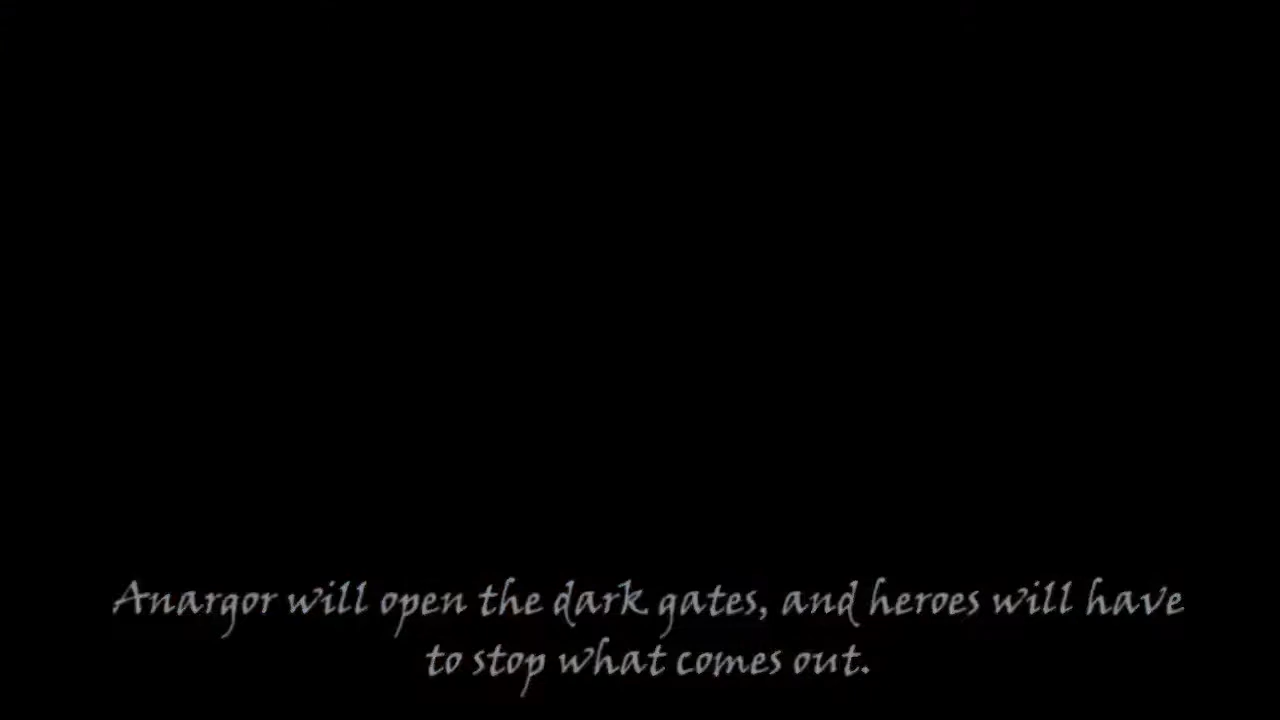 Anargor will open the dark gates, and heroes will have
to stop what comes out.